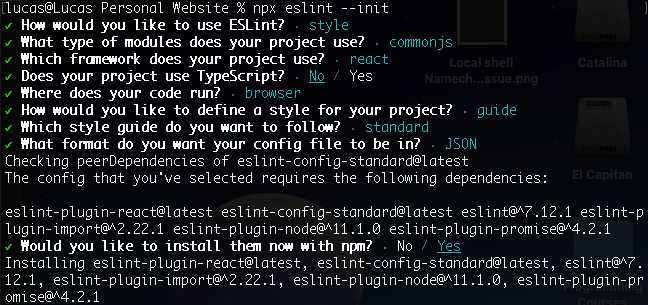 lucas@Lucas Personal Website % npx eslint --init
✔ How would you like to use ESLint? · style
✔ What type of modules does your project use? · commonjs
✔ Which framework does your project use? · react
✔ Does your project use TypeScript? · No / Yes
✔ Where does your code run? · browser
✔ How would you like to define a style for your project? · guide
✔ Which style guide do you want to follow? · standard
✔ What format do you want your config file to be in? · JSON
Checking peerDependencies of eslint-config-standard@latest
The config that you've selected requires the following dependencies:
eslint-plugin-react@latest eslint-config-standard@latest eslint@^7.12.1 eslint-p
lugin-import@^2.22.1 eslint-plugin-node@^11.1.0 eslint-plugin-promise@^4.2.1
✔ Would you like to install them now with npm? · No / Yes
Installing eslint-plugin-react@latest, eslint-config-standard@latest, eslint@^7.
12.1, eslint-plugin-import@^2.22.1, eslint-plugin-node@^11.1.0, eslint-plugin-pr
omise@^4.2.1
Local shell
Namech...ssue.png
Catalina
El Capitan
Courses